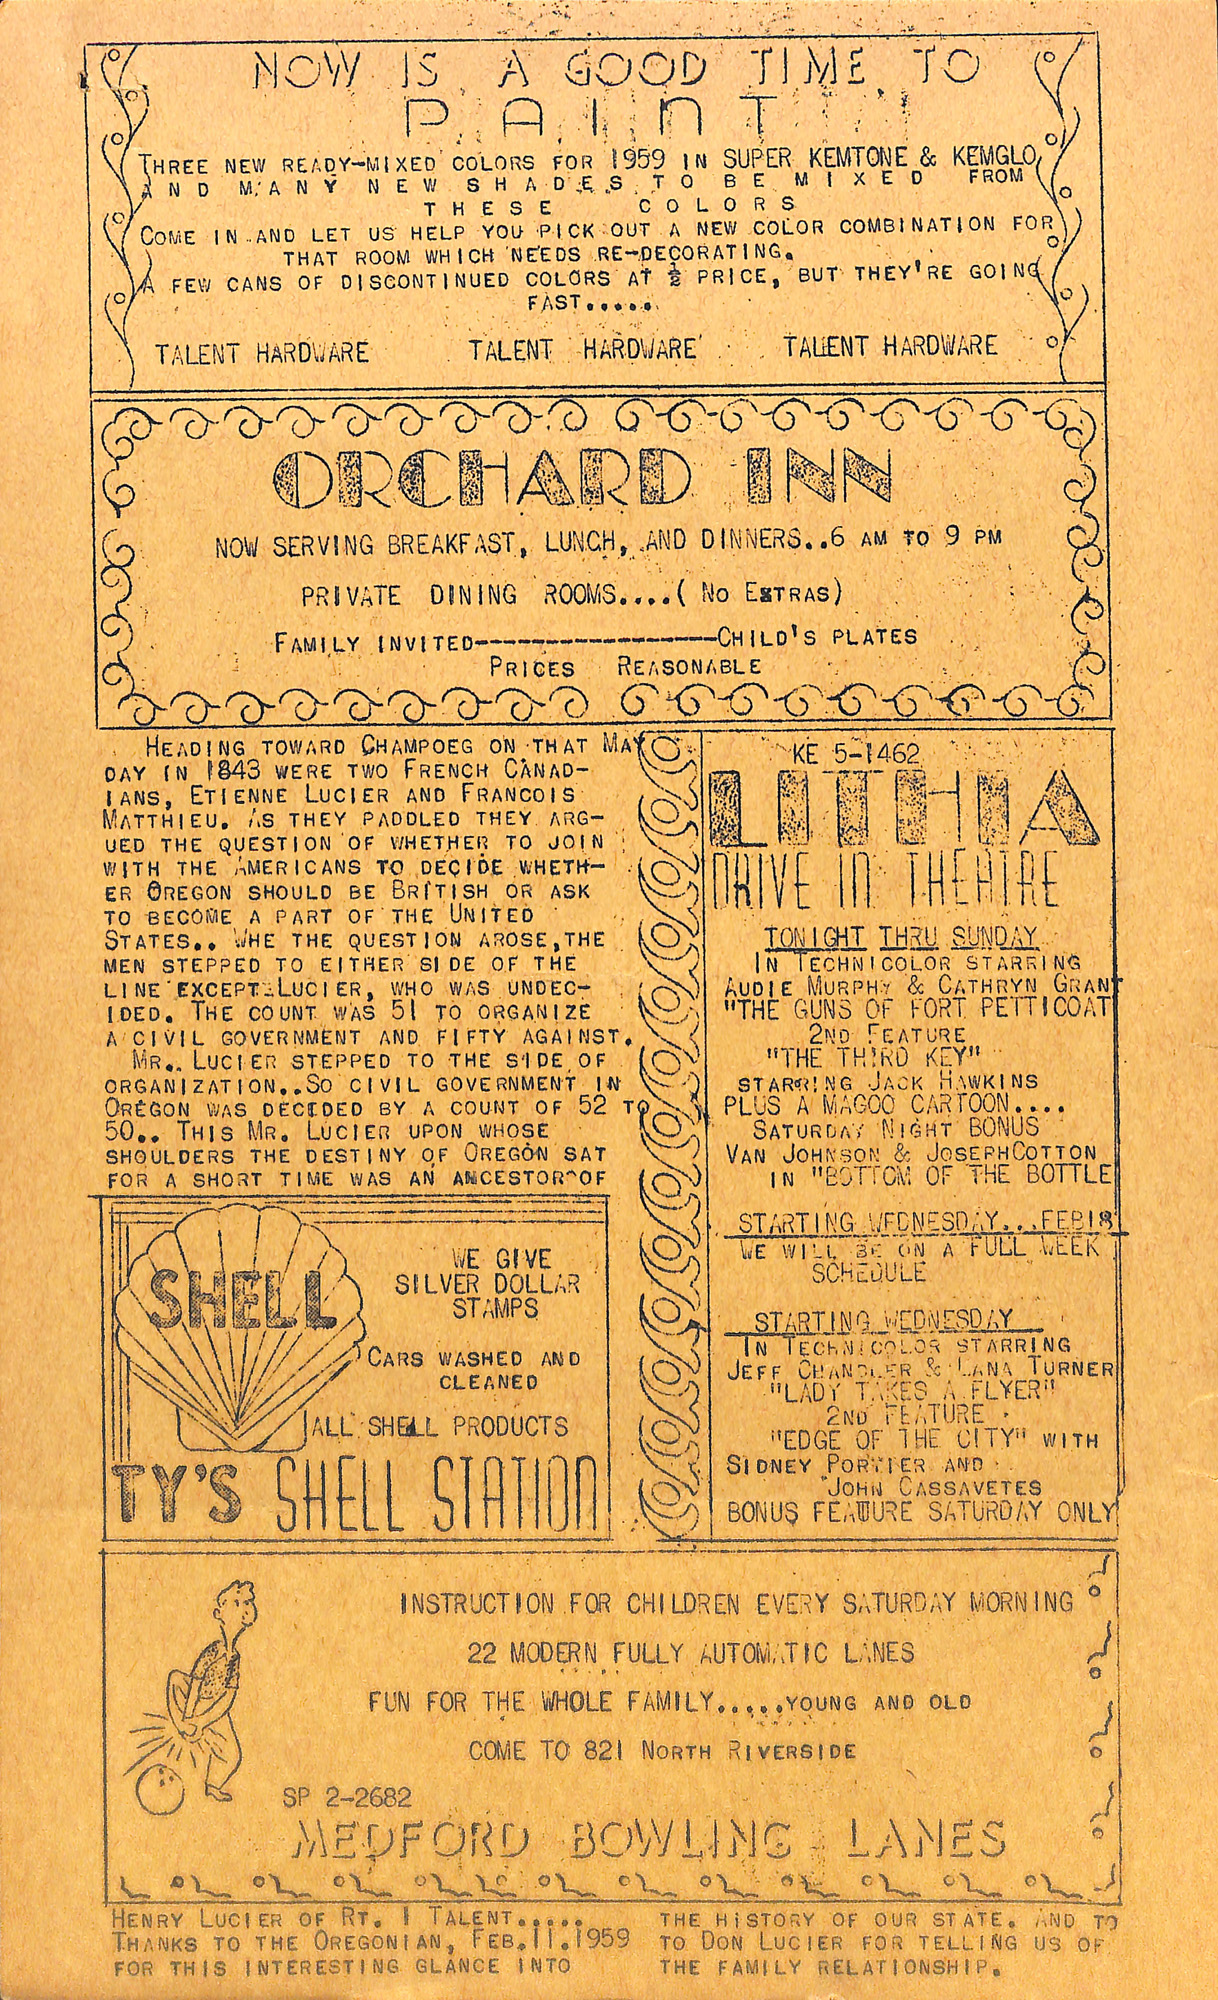 NOW IS A GOOD TIME TO
PAINT
THREE NEW READY-MIXED COLORS FOR 1959 IN SUPER KEMTONE & KEMGLO
AND MANY NEW SHADES TO BE MIXED FROM
THESE COLORS
COME IN AND LET US HELP YOU PICK OUT A NEW COLOR COMBINATION FOR
THAT ROOM WHICH NEEDS RE-DECORATING.
A FEW CANS OF DISCONTINUED COLORS AT ½ PRICE, BUT THEY'RE GOING
FAST.....
TALENT HARDWARE TALENT HARDWARE TALENT HARDWARE
ORCHARD INN
NOW SERVING BREAKFAST, LUNCH, AND DINNERS..6 AM TO 9 PM
PRIVATE DINING ROOMS....( NO EXTRAS)
FAMILY INVITED-----------------CHILD'S PLATES
PRICES REASONABLE
HEADING TOWARD CHAMPOEG ON THAT MAY
DAY IN 1843 WERE TWO FRENCH CANAD-
IANS, ETIENNE LUCIER AND FRANCOIS
MATTHIEU. AS THEY PADDLED THEY ARG-
UED THE QUESTION OF WHETHER TO JOIN
WITH THE AMERICANS TO DECIDE WHETH-
ER OREGON SHOULD BE BRITISH OR ASK
TO BECOME A PART OF THE UNITED
STATES.. WHE THE QUESTION AROSE, THE
MEN STEPPED TO EITHER SIDE OF THE
LINE EXCEPT LUCIER, WHO WAS UNDEC-
IDED. THE COUNT WAS 51 TO ORGANIZE
A CIVIL GOVERNMENT AND FIFTY AGAINST.
MR.. LUCIER STEPPED TO THE SIDE OF
ORGANIZATION..SO CIVIL GOVERNMENT IN
OREGON WAS DECIDED BY A COUNT OF 52 TO
50.. THIS MR. LUCIER UPON WHOSE
SHOULDERS THE DESTINY OF OREGON SAT
FOR A SHORT TIME WAS AN ANCESTOR OF
KE 5-1462
LITHIA
DRIVE IN THEATRE
TONIGHT THRU SUNDAY
IN TECHNICOLOR STARRING
AUDIE MURPHY & CATHRYN GRANT
"THE GUNS OF FORT PETTICOAT
2ND FEATURE
"THE THIRD KEY"
STARRING JACK HAWKINS
PLUS A MAGOO CARTOON....
SATURDAY NIGHT BONUS
VAN JOHNSON & JOSEPHCOTTON
IN "BOTTOM OF THE BOTTLE
STARTING WEDNESDAY...FEB18
WE WILL BE ON A FULL WEEK
SCHEDULE
STARTING WEDNESDAY
IN TECHNICOLOR STARRING
JEFF CHANDLER & LANA TURNER
"LADY TAKES A FLYER"
2ND FEATURE
"EDGE OF THE CITY" WITH
SIDNEY PORTIER AND
JOHN CASSAVETES
BONUS FEATURE SATURDAY ONLY
SHELL
WE GIVE
SILVER DOLLAR
STAMPS
CARS WASHED AND
CLEANED
ALL SHELL PRODUCTS
TY'S SHELL STATION
INSTRUCTION FOR CHILDREN EVERY SATURDAY MORNING
22 MODERN FULLY AUTOMATIC LANES
FUN FOR THE WHOLE FAMILY.....YOUNG AND OLD
COME TO 821 NORTH RIVERSIDE
SP 2-2682
MEDFORD BOWLING LANES
HENRY LUCIER OF RT. 1 TALENT.....
THANKS TO THE OREGONIAN, FEB.11.1959
FOR THIS INTERESTING GLANCE INTO
THE HISTORY OF OUR STATE. AND TO
TO DON LUCIER FOR TELLING US OF
THE FAMILY RELATIONSHIP.